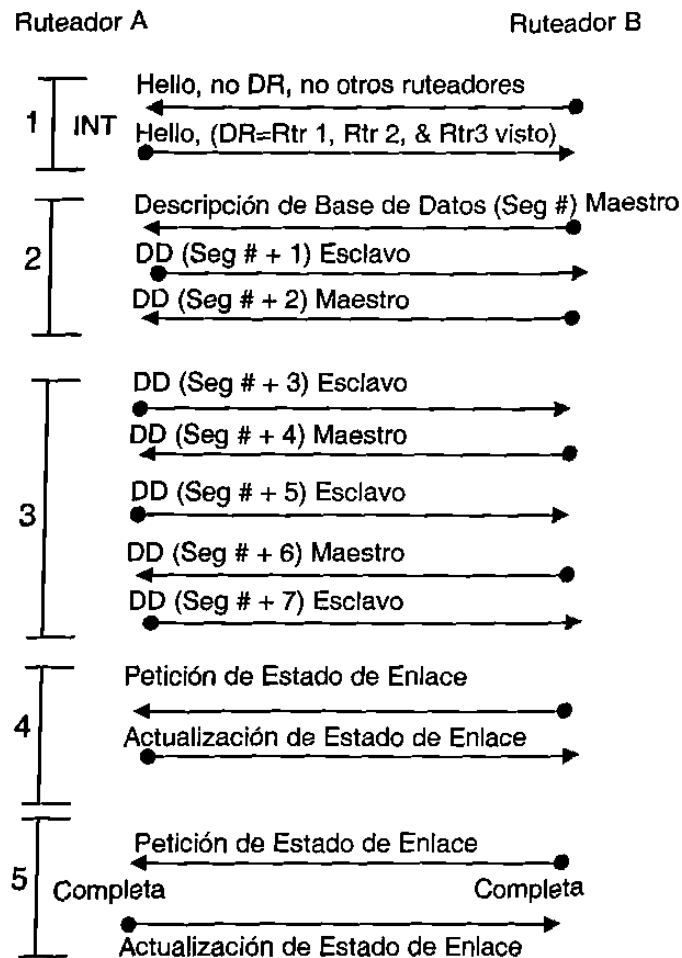 Ruteador A Ruteador B
Hello, no DR, no otros ruteadores
1 INT Hello, (DR=Rtr 1, Rtr 2, & Rtr3 visto)
Descripción de Base de Datos (Seg #) Maestro
2 DD (Seg # + 1) Esclavo
DD (Seg # + 2) Maestro
DD (Seg # + 3) Esclavo
DD (Seg # + 4) Maestro
3 DD (Seg # + 5) Esclavo
DD (Seg # + 6) Maestro
DD (Seg # + 7) Esclavo
Petición de Estado de Enlace
4 Actualización de Estado de Enlace
Petición de Estado de Enlace
5 Completa Completa
Actualización de Estado de Enlace